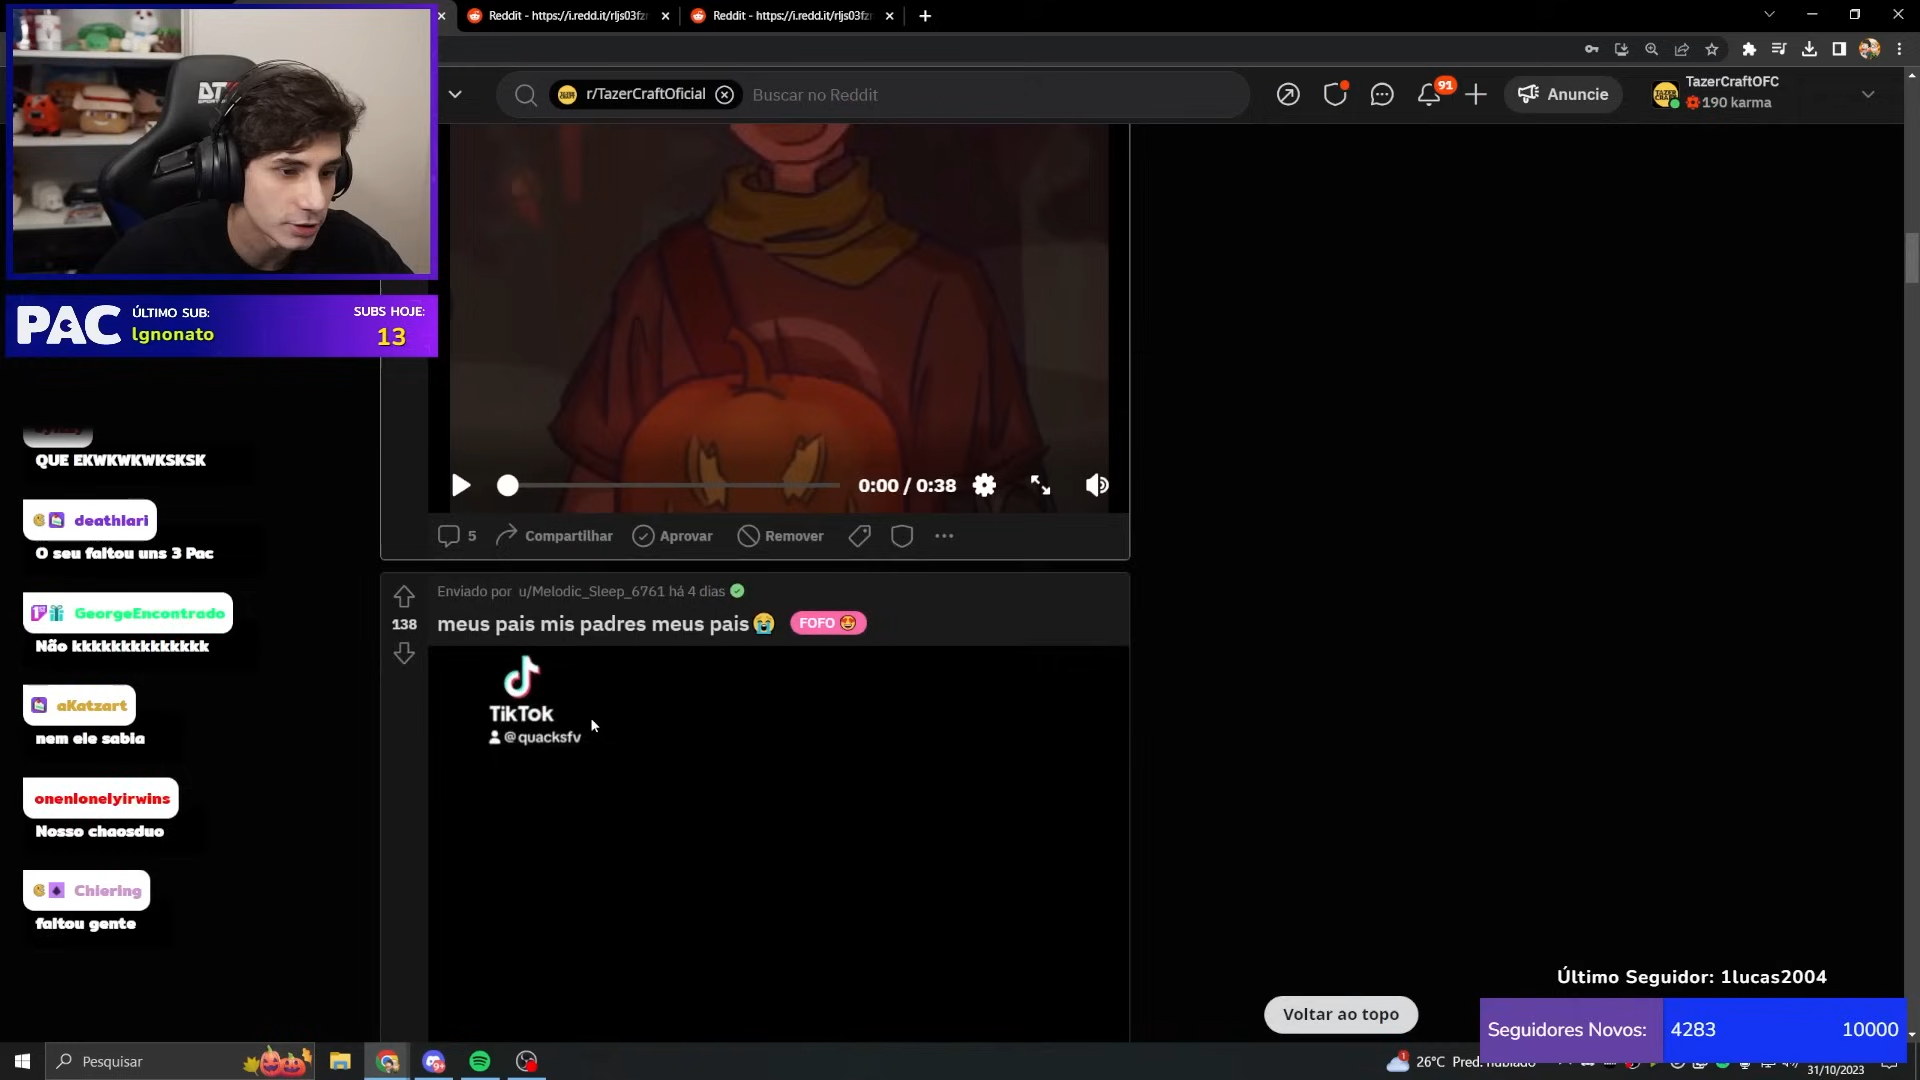 Reddit - https://i.redd.it/rljs03fz
Reddit - https://i.redd.it/rljs03fz
r/TazerCraftOficial
Buscar no Reddit
91
Anuncie
TazerCraftOFC
190 karma
PAC
ÚLTIMO SUB:
lgnonato
SUBS HOJE:
13
0:00 / 0:38
5
Compartilhar
Aprovar
Remover
Enviado por u/Melodic_Sleep_6761 há 4 dias
138
meus pais mis padres meus pais😭
FOFO 🤩
TikTok
@quacksfv
QUE EKWKWKWKSKSK
deathlari
O seu faltou uns 3 Pac
GeorgeEncontrado
Não kkkkkkkkkkkkkk
aKatzart
nem ele sabia
onenlonelyirwins
Nosso chaosduo
Chiering
faltou gente
Último Seguidor: 1lucas2004
Voltar ao topo
Seguidores Novos:
4283
10000
Pesquisar
26°C
31/10/2023